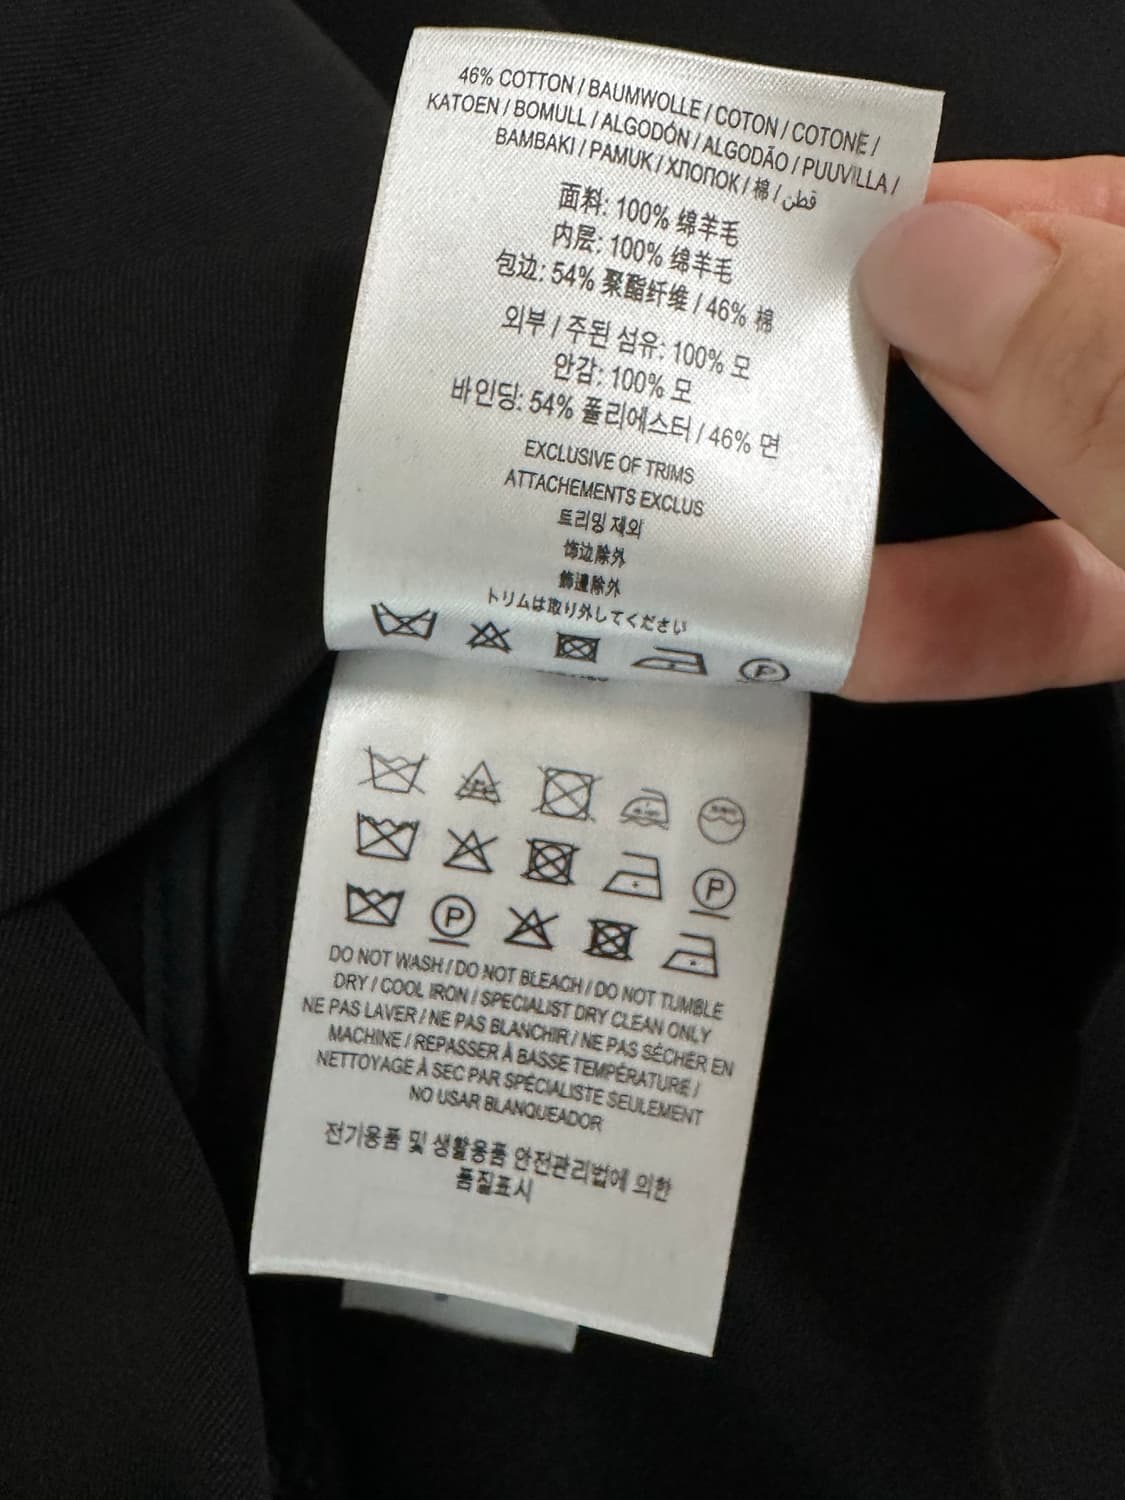 46% COTTON / BAUMWOLLE / COTON / COTONE /
KATOEN / BOMULL / ALGODÓN / ALGODÃO / PUUVILLA /
BAMBAKI / PAMUK / ХЛОПОК / 棉 / قطن
面料: 100% 绵羊毛
内层: 100% 绵羊毛
包边: 54% 聚酯纤维 / 46% 棉
외부 / 주된 섬유: 100% 모
안감: 100% 모
바인딩: 54% 폴리에스터 / 46% 면
EXCLUSIVE OF TRIMS
ATTACHEMENTS EXCLUS
트리밍 제외
饰边除外
飾邊除外
トリムは取り外してください
P
P
P
DO NOT WASH / DO NOT BLEACH / DO NOT TUMBLE
DRY / COOL IRON / SPECIALIST DRY CLEAN ONLY
NE PAS LAVER / NE PAS BLANCHIR / NE PAS SÉCHER EN
MACHINE / REPASSER À BASSE TEMPÉRATURE /
NETTOYAGE À SEC PAR SPÉCIALISTE SEULEMENT
NO USAR BLANQUEADOR
전기용품 및 생활용품 안전관리법에 의한
품질표시